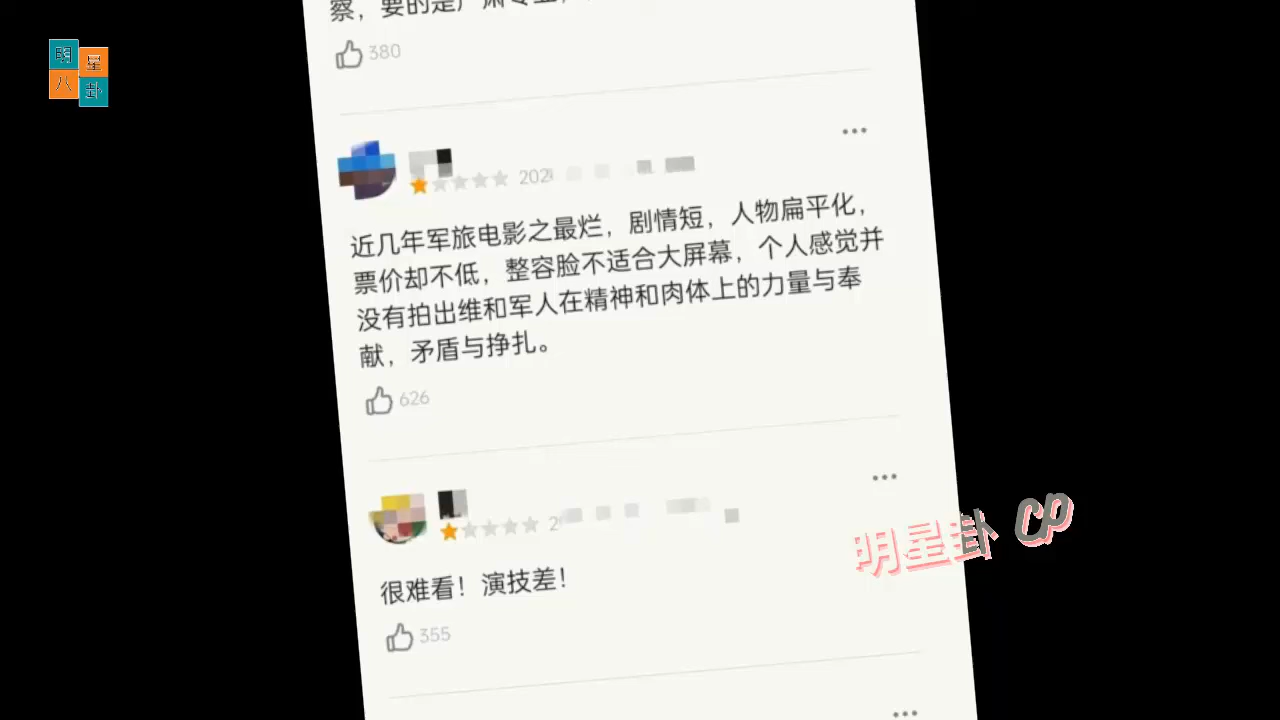 明星
八卦
380
202
近几年军旅电影之最烂，剧情短，人物扁平化，
票价却不低，整容脸不适合大屏幕，个人感觉并
没有拍出维和军人在精神和肉体上的力量与奉
献，矛盾与挣扎。
626
2
很难看！演技差！
355
明星卦 cp